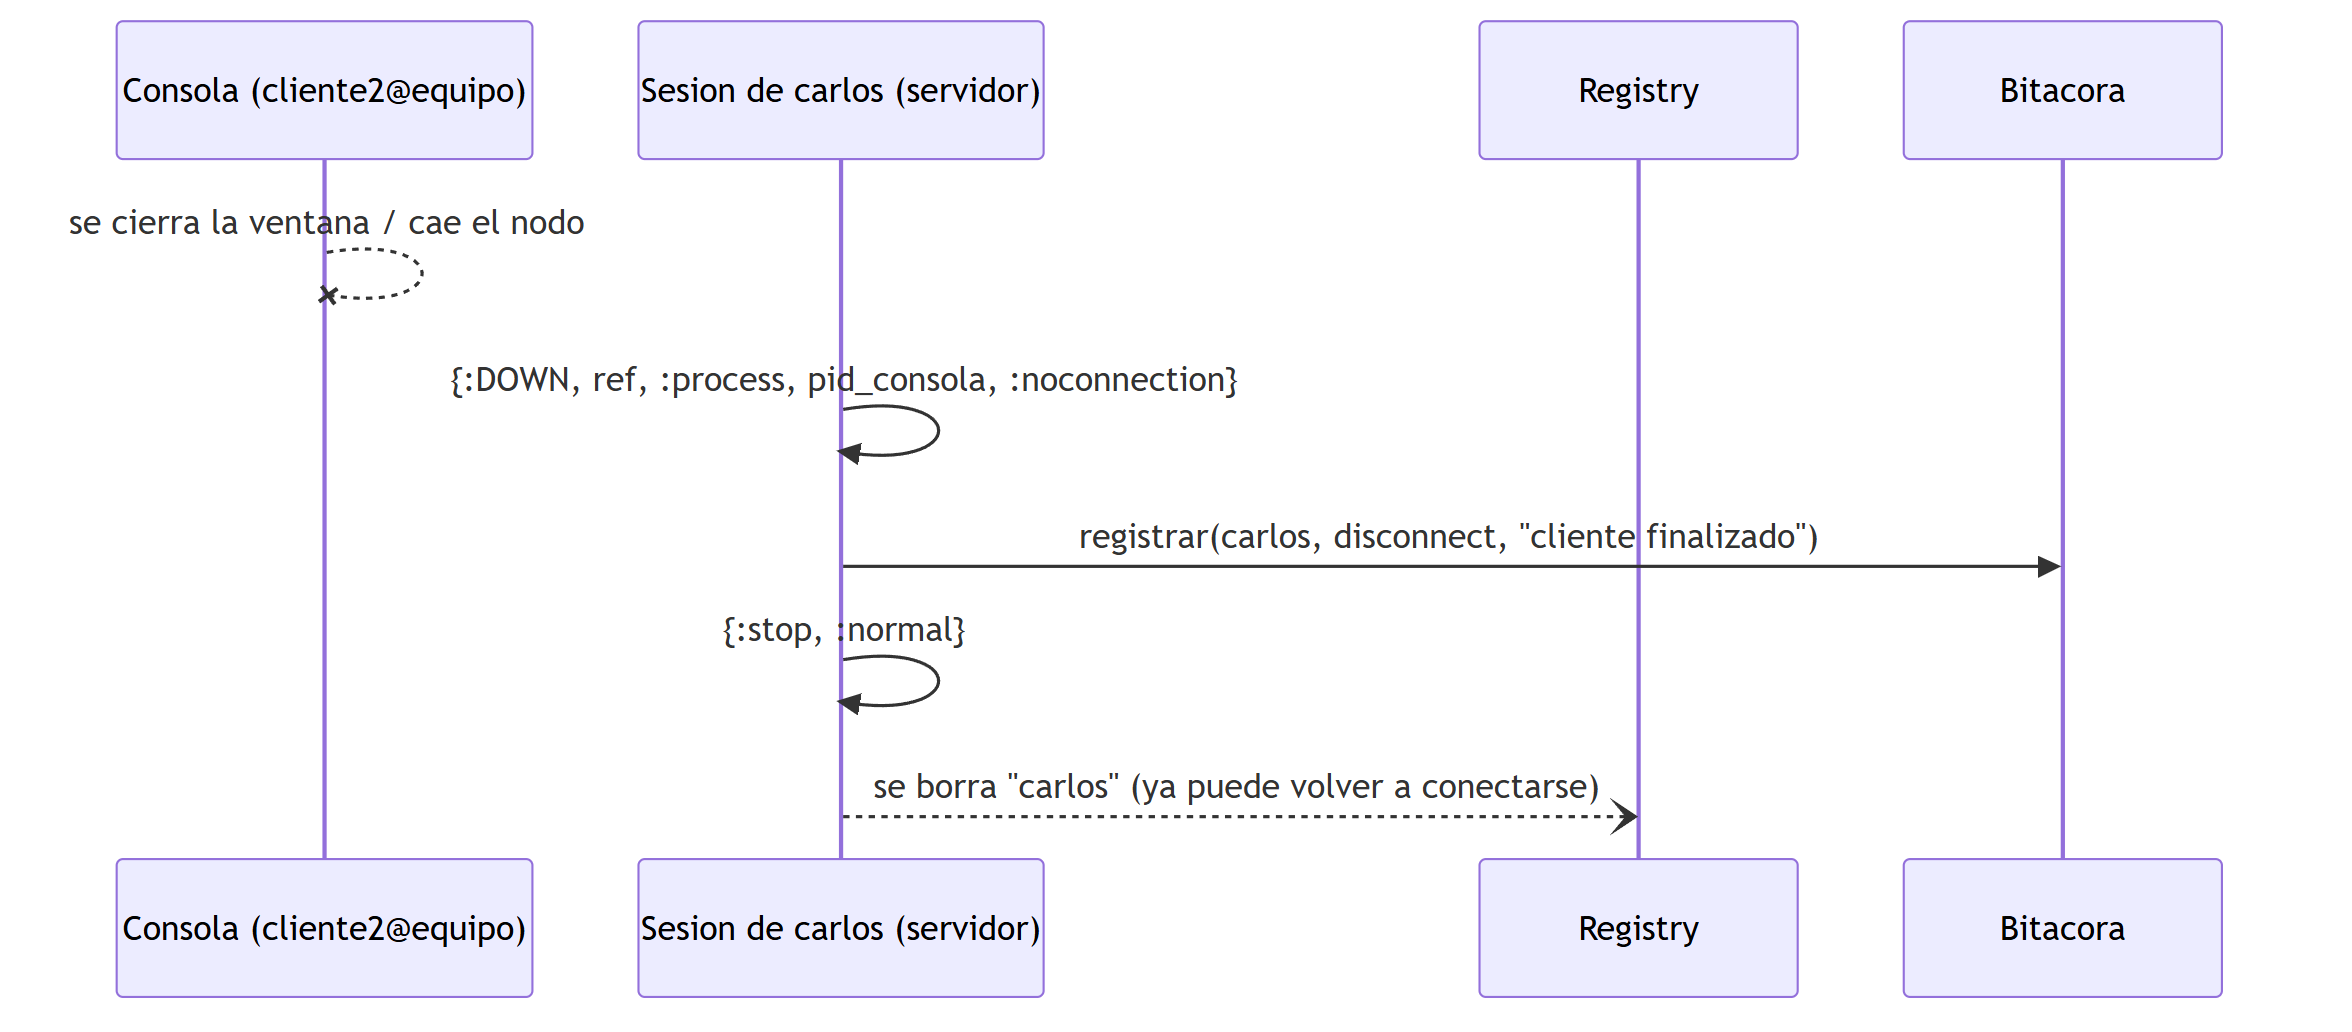 Consola (cliente2@equipo)
Sesion de carlos (servidor)
Registry
Bitacora
se cierra la ventana / cae el nodo
{:DOWN, ref, :process, pid_consola, :noconnection}
registrar(carlos, disconnect, "cliente finalizado")
{:stop, :normal}
se borra "carlos" (ya puede volver a conectarse)
Consola (cliente2@equipo)
Sesion de carlos (servidor)
Registry
Bitacora